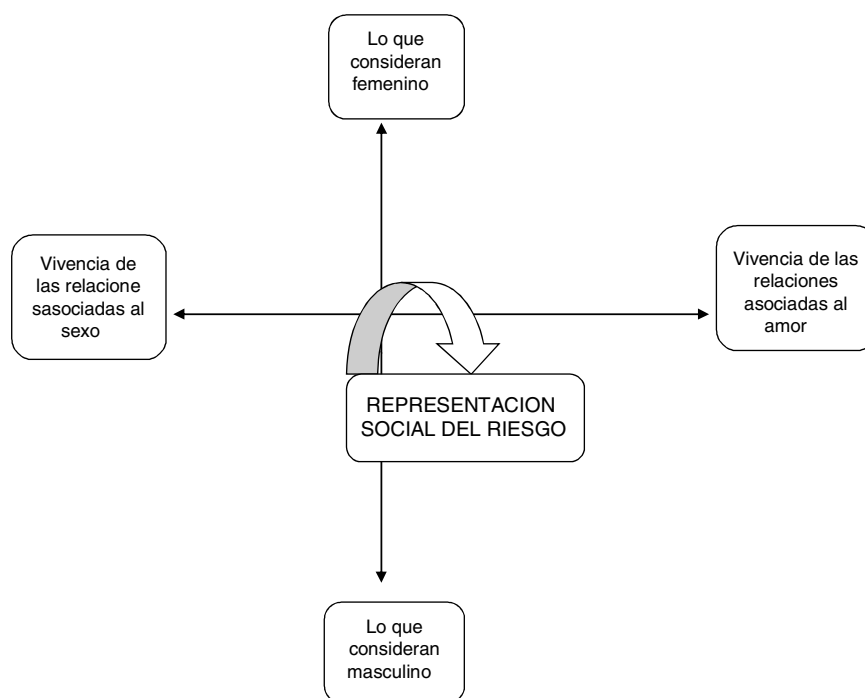 Lo que
consideran
femenino
Vivencia de
las relacione
sasociadas al
sexo
Vivencia de las
relaciones
asociadas al
amor
REPRESENTACION
SOCIAL DEL RIESGO
Lo que
consideran
masculino